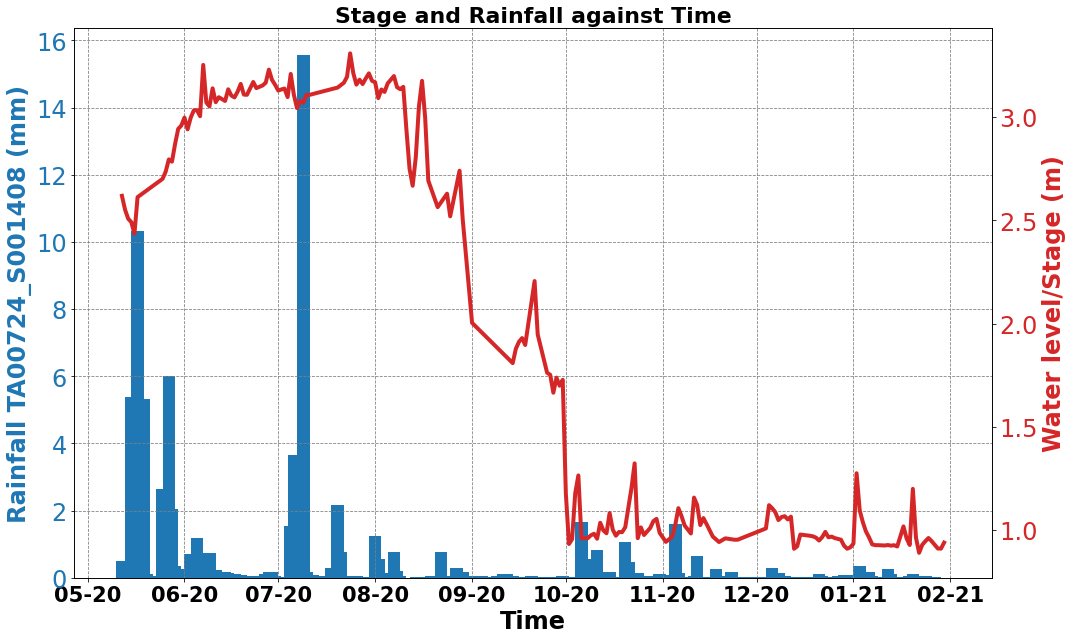 Stage and Rainfall against Time
Rainfall TA00724_S001408 (mm)
16
14
12
10
8
6
4
2
0
3.0
2.5
2.0
1.5
1.0
Water level/Stage (m)
05-20 06-20 07-20 08-20 09-20 10-20 11-20 12-20 01-21 02-21
Time